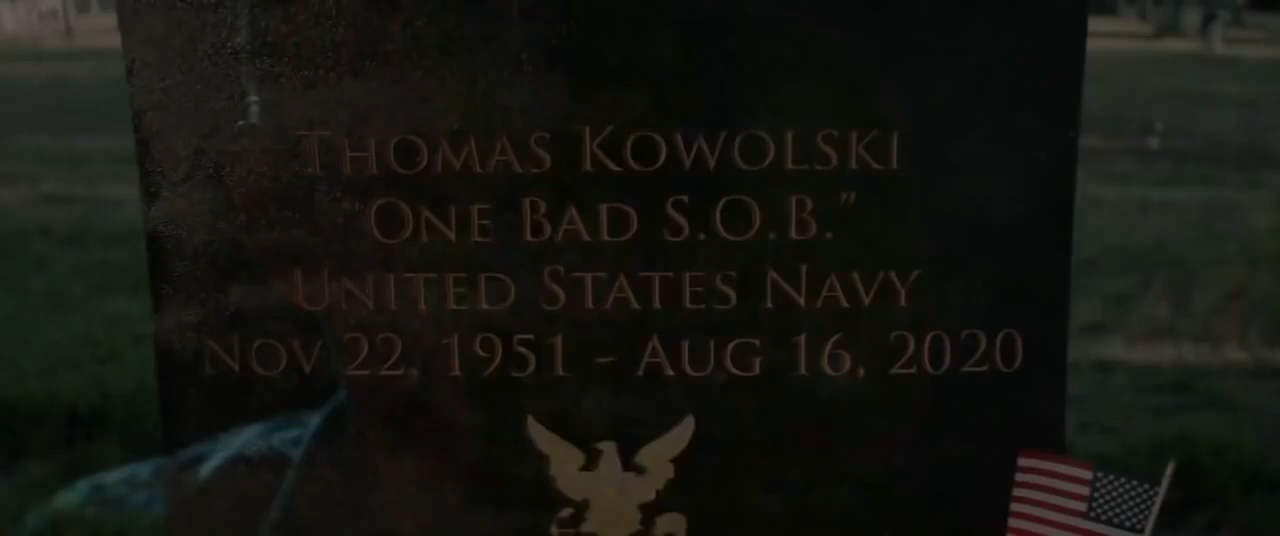 Thomas Kowolski
"One Bad S.O.B."
United States Navy
Nov 22, 1951 - Aug 16, 2020